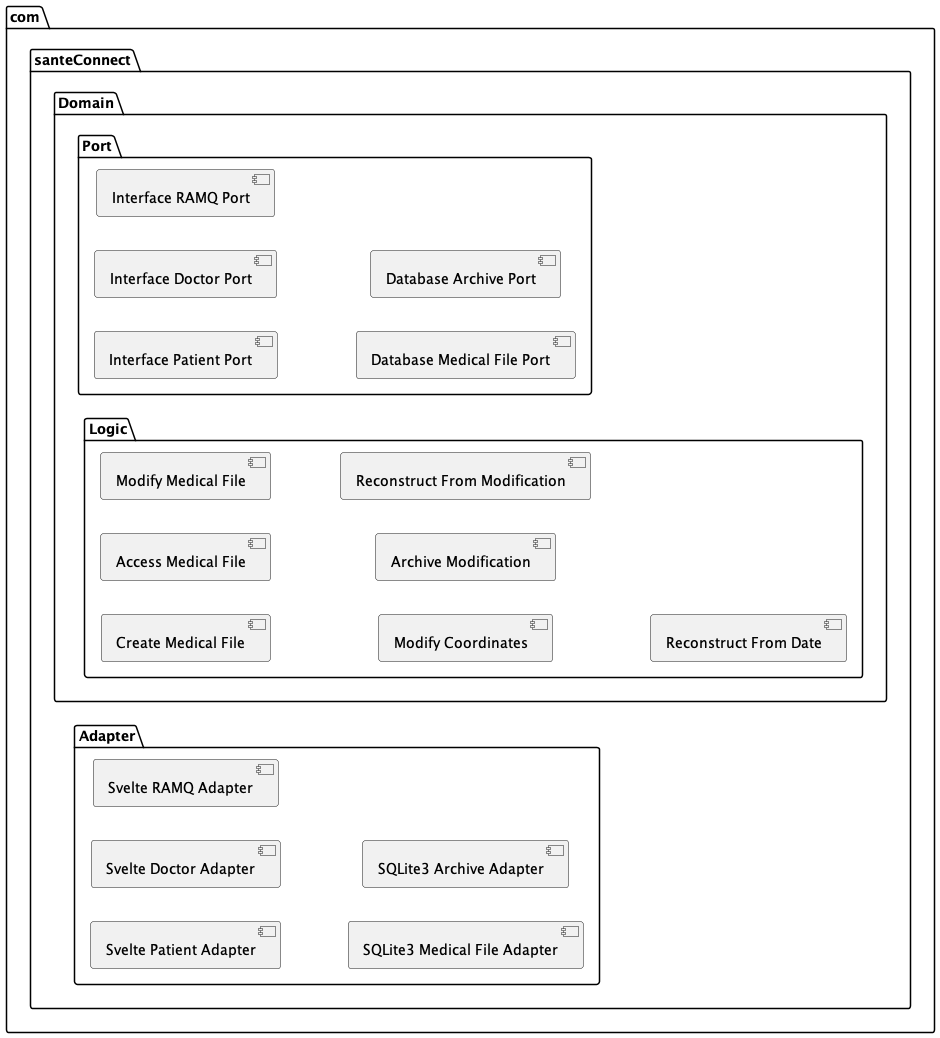 com
santeConnect
Domain
Port
Interface RAMQ Port
Interface Doctor Port
Database Archive Port
Interface Patient Port
Database Medical File Port
Logic
Modify Medical File
Reconstruct From Modification
Access Medical File
Archive Modification
Create Medical File
Modify Coordinates
Reconstruct From Date
Adapter
Svelte RAMQ Adapter
Svelte Doctor Adapter
SQLite3 Archive Adapter
Svelte Patient Adapter
SQLite3 Medical File Adapter